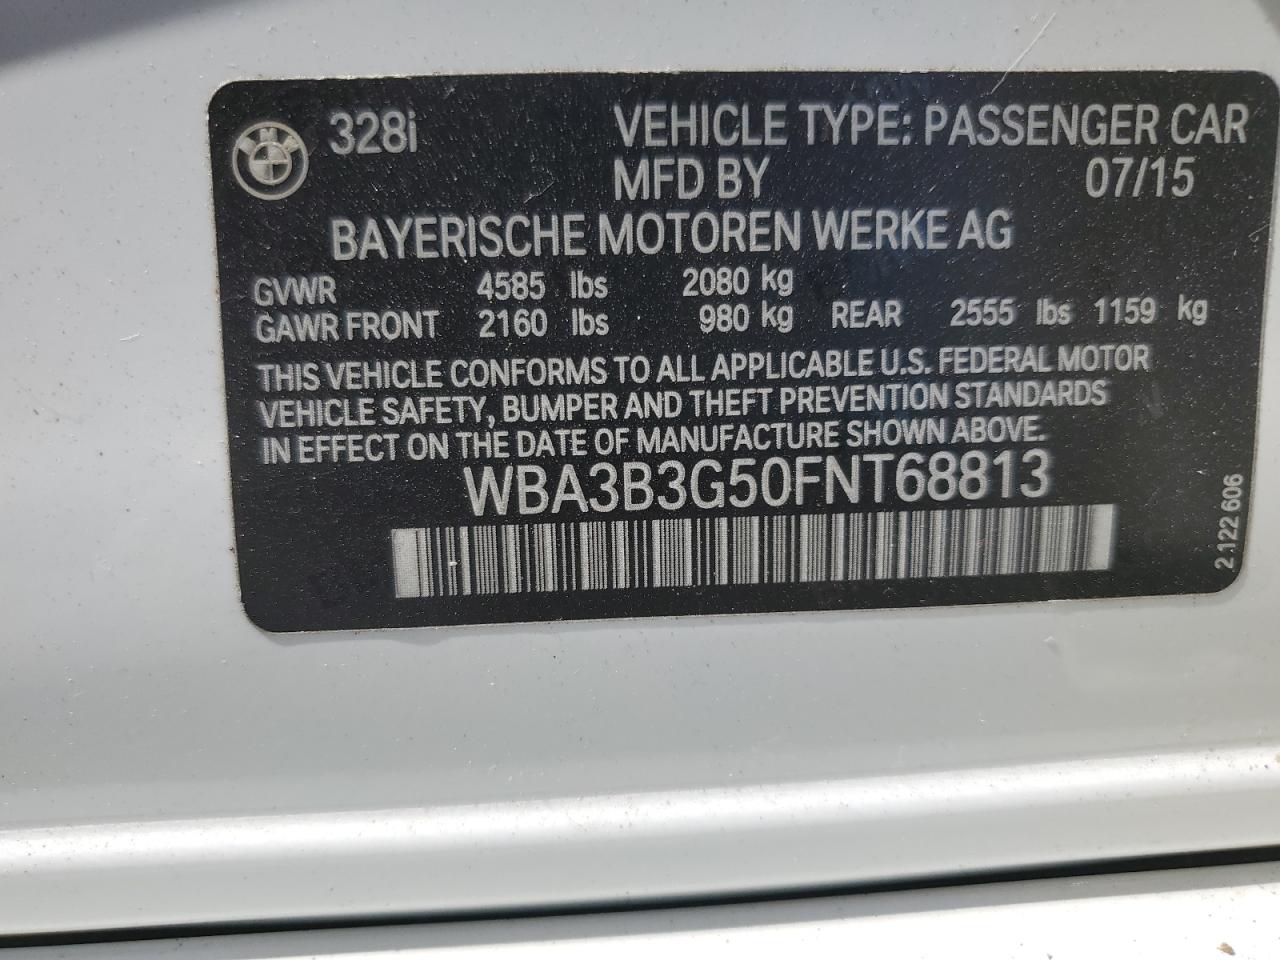 328i VEHICLE TYPE: PASSENGER CAR
MFD BY 07/15
BAYERISCHE MOTOREN WERKE AG
GVWR 4585 lbs 2080 kg
GAWR FRONT 2160 lbs 980 kg REAR 2555 lbs 1159 kg
THIS VEHICLE CONFORMS TO ALL APPLICABLE U.S. FEDERAL MOTOR
VEHICLE SAFETY, BUMPER AND THEFT PREVENTION STANDARDS
IN EFFECT ON THE DATE OF MANUFACTURE SHOWN ABOVE.
WBA3B3G50FNT68813
2 122 606